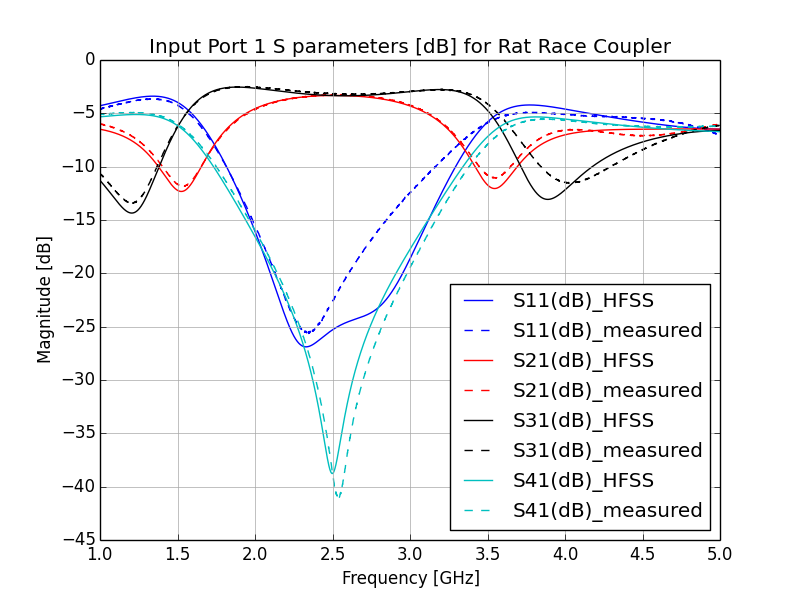 Input Port 1 S parameters [dB] for Rat Race Coupler
0
−5
−10
−15
−20
−25
−30
−35
−40
−45
Magnitude [dB]
S11(dB)_HFSS
S11(dB)_measured
S21(dB)_HFSS
S21(dB)_measured
S31(dB)_HFSS
S31(dB)_measured
S41(dB)_HFSS
S41(dB)_measured
1.0 1.5 2.0 2.5 3.0 3.5 4.0 4.5 5.0
Frequency [GHz]